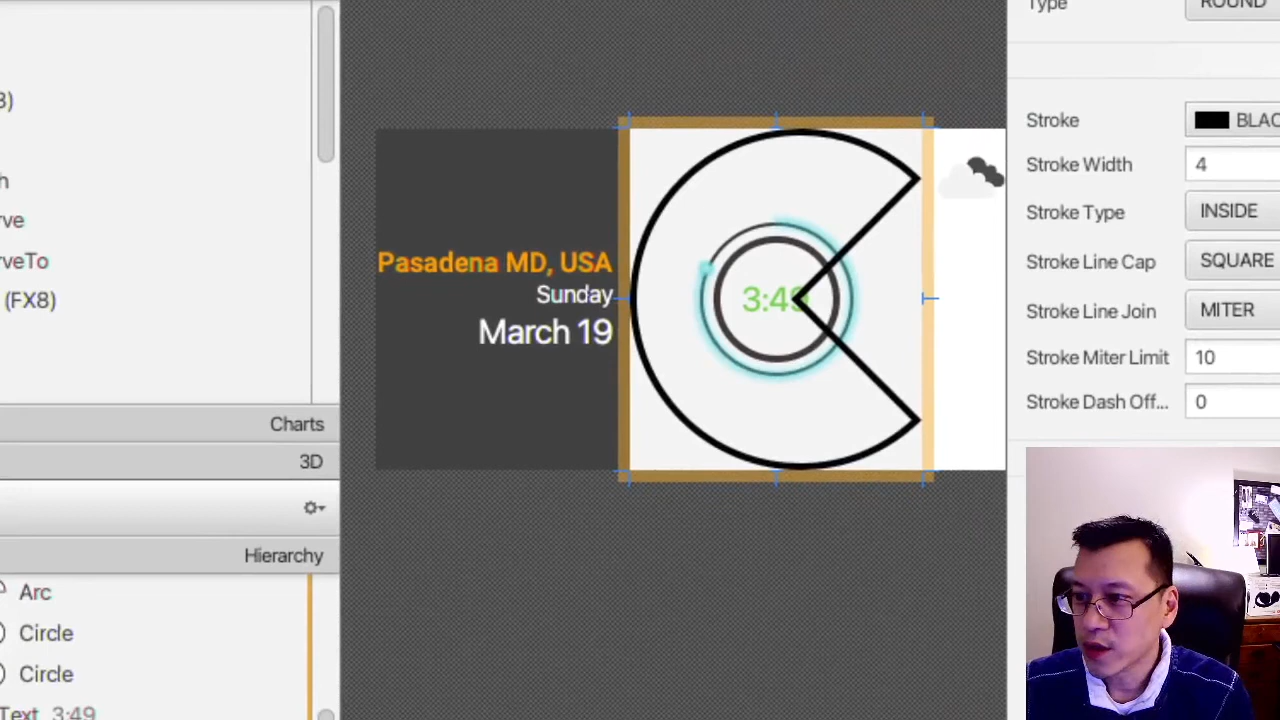 3)
h
rve
rveTo
(FX8)
Charts
3D
Hierarchy
Arc
Circle
Circle
Text 3:49
Pasadena MD, USA
Sunday
March 19
3:49
Type ROUND
Stroke BLAC
Stroke Width 4
Stroke Type INSIDE
Stroke Line Cap SQUARE
Stroke Line Join MITER
Stroke Miter Limit 10
Stroke Dash Off... 0